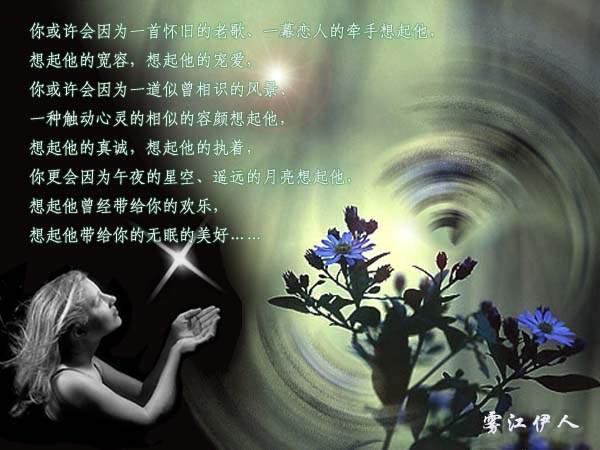 你或许会因为一首怀旧的老歌、一幕恋人的牵手想起他，
想起他的宽容，想起他的宠爱，
你或许会因为一道似曾相识的风景、
一种触动心灵的相似的容颜想起他，
想起他的真诚，想起他的执着，
你更会因为午夜的星空、遥远的月亮想起他，
想起他曾经带给你的欢乐，
想起他带给你的无眠的美好……
雾江伊人